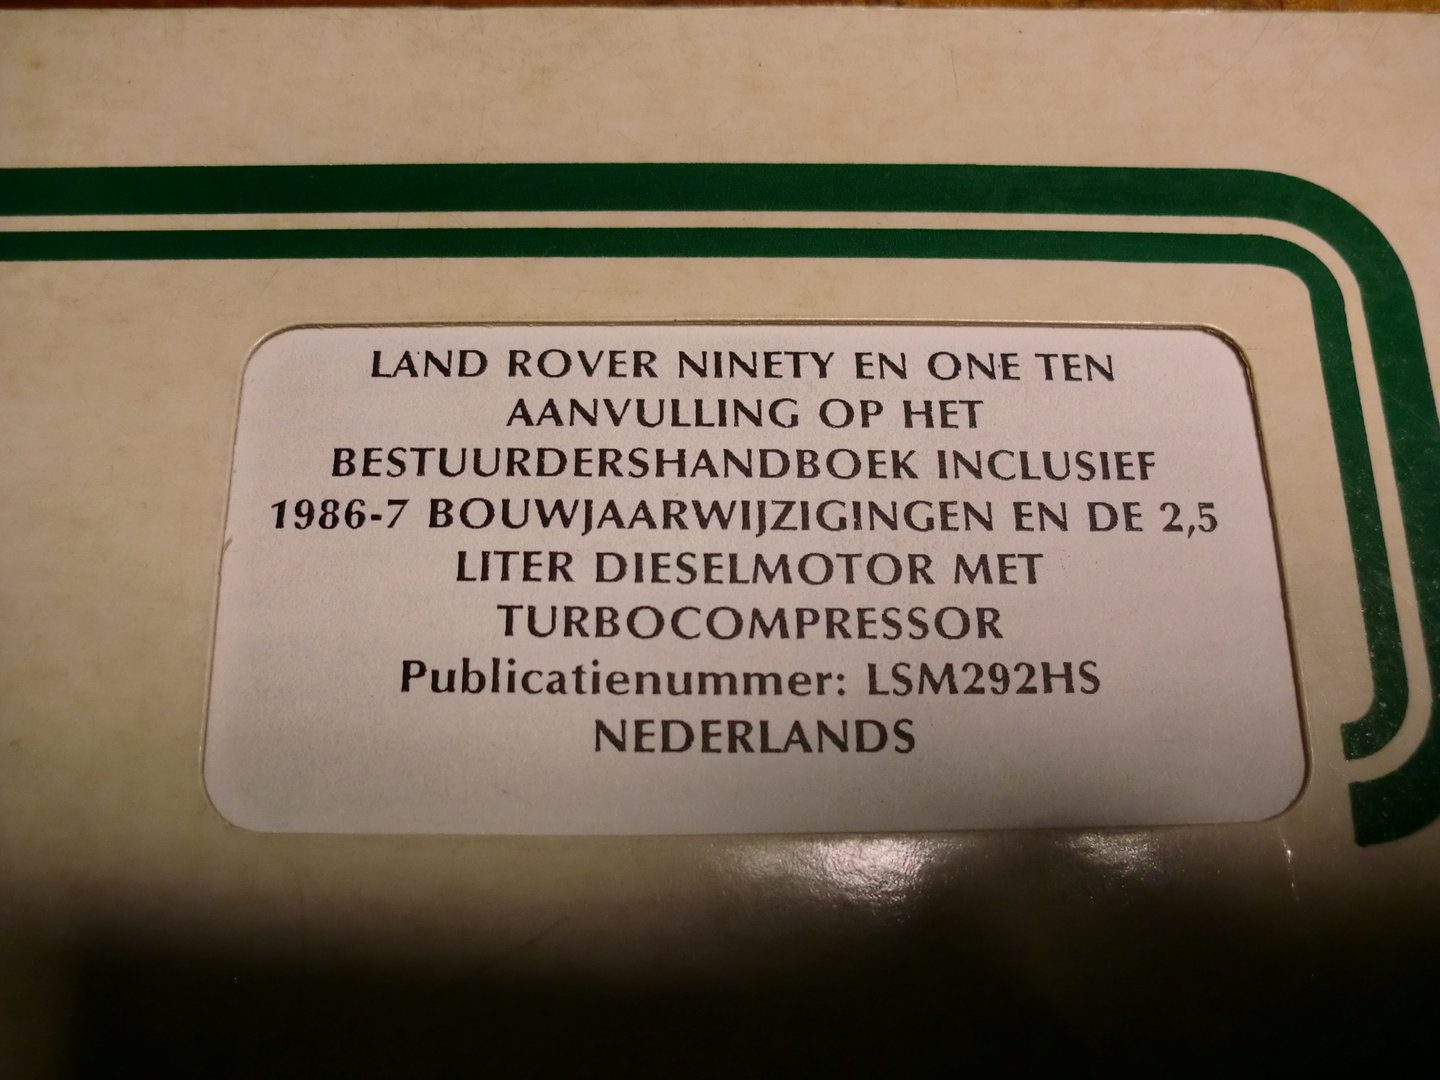 LAND ROVER NINETY EN ONE TEN
AANVULLING OP HET
BESTUURDERSHANDBOEK INCLUSIEF
1986-7 BOUWJAARWIJZIGINGEN EN DE 2,5
LITER DIESELMOTOR MET
TURBOCOMPRESSOR
Publicatienummer: LSM292HS
NEDERLANDS